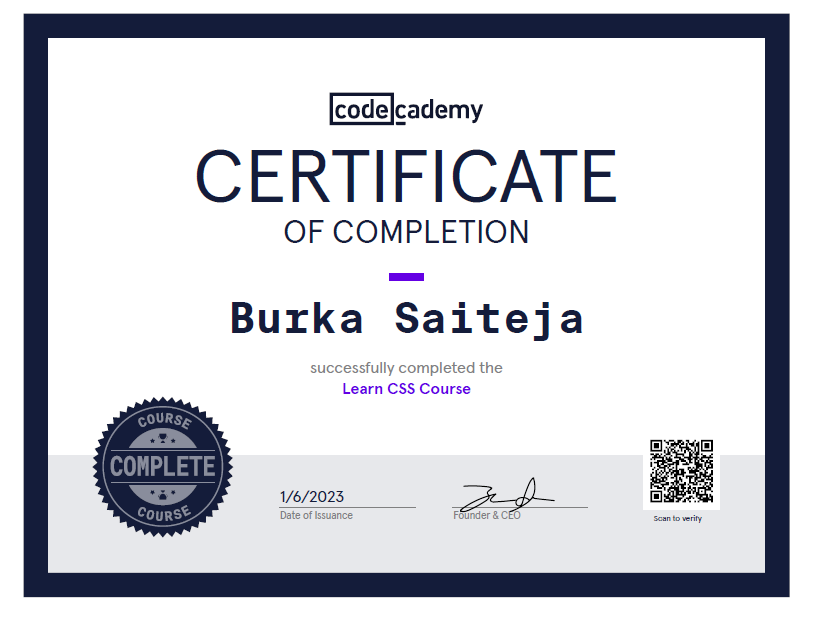 codecademy
CERTIFICATE
OF COMPLETION
Burka Saiteja
successfully completed the
Learn CSS Course
COURSE
COMPLETE
COURSE
1/6/2023
Date of Issuance
Founder & CEO
Scan to verify